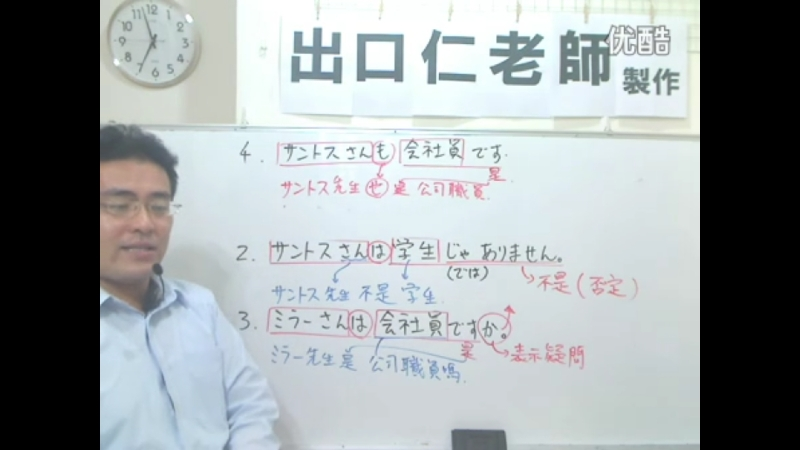 优酷
出口仁老師 製作
4. サントスさんも会社員です.
是
サントス先生也是公司職員.
2. サントスさんは学生じゃありません。
(では) 不是(否定)
サントス先生 不是 学生.
3. ミラーさんは会社員ですか。
是 表示疑問
ミラー先生是 公司職員嗎.